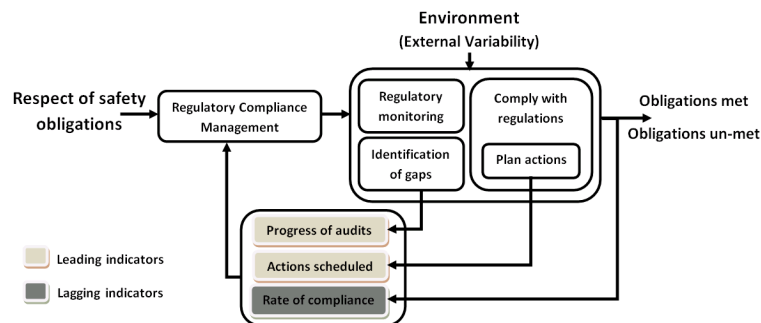 Environment
(External Variability)
Respect of safety
obligations
Regulatory Compliance
Management
Regulatory
monitoring
Identification
of gaps
Comply with
regulations
Plan actions
Obligations met
Obligations un-met
Progress of audits
Actions scheduled
Rate of compliance
Leading indicators
Lagging indicators